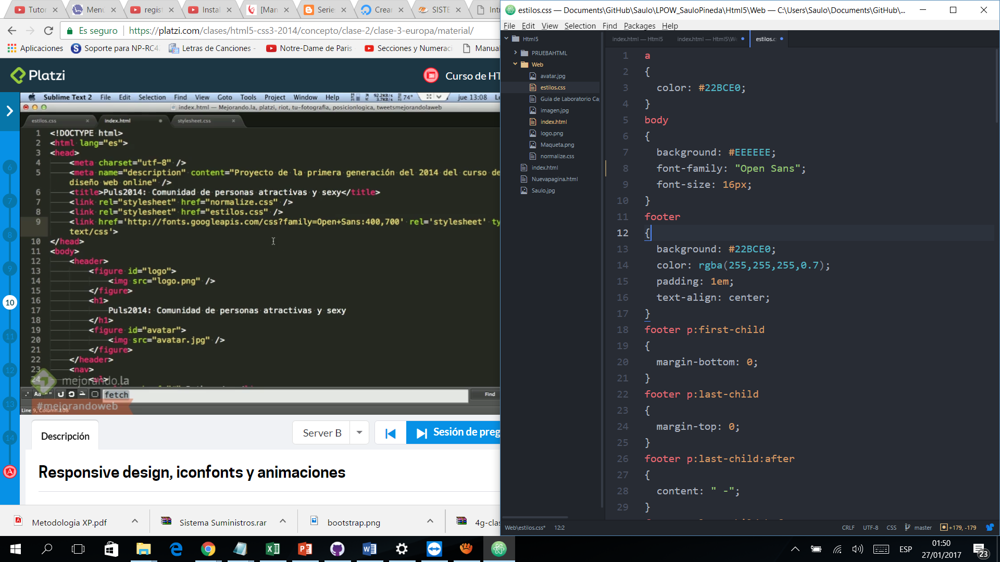 Tutor
Menú
regist
Instal
[Man
Serie
Crear
SISTE
Intr
Es seguro
https://platzi.com/clases/html5-css3-2014/concepto/clase-2/clase-3-europa/material/
Aplicaciones
Soporte para NP-RC4
Letras de Canciones -
Notre-Dame de Paris
Secciones y Numeraci
Manua
Platzi
Curso de HT
Sublime Text 2 File Edit Selection Find View Goto Tools Project Window Help
92.2KB/s
3.7KB/s
74°
jue 13:08
index.html — Mejorando.la, platzi, riot, tu-fotografia, posicionlogica, tweetsmejorandolaweb
estilos.css
index.html
stylesheet.css
1 <!DOCTYPE html>
2 <html lang="es">
3 <head>
4 <meta charset="utf-8" />
5 <meta name="description" content="Proyecto de la primera generación del 2014 del curso de
diseño web online" />
6 <title>Puls2014: Comunidad de personas atractivas y sexy</title>
7 <link rel="stylesheet" href="normalize.css" />
8 <link rel="stylesheet" href="estilos.css" />
9 <link href='http://fonts.googleapis.com/css?family=Open+Sans:400,700' rel='stylesheet' ty
text/css'>
10 </head>
11 <body>
12 <header>
13 <figure id="logo">
14 <img src="logo.png" />
15 </figure>
16 <h1>
17 Puls2014: Comunidad de personas atractivas y sexy
18 </h1>
19 <figure id="avatar">
20 <img src="avatar.jpg" />
21 </figure>
22 </header>
23 <nav>
24 <ul>
mejorando.la
Aa
fetch
Find
#mejorandoweb
Line 9, Column 108
6
7
8
9
10
11
12
13
14
Descripción
Server B
Sesión de preg
Responsive design, iconfonts y animaciones
Metodologia XP.pdf
Sistema Suministros.rar
bootstrap.png
4g-clas
estilos.css — Documents\GitHub\Saulo\LPOW_SauloPineda\Html5\Web — C:\Users\Saulo\Documents\GitHub\...
File Edit View Selection Find Packages Help
Html5
PRUEBAHTML
Web
avatar.jpg
estilos.css
Guia de Laboratorio Ca
imagen.jpg
index.html
logo.png
Maqueta.png
normalize.css
index.html
Nuevapagina.html
Saulo.jpg
index.html — Html5
index.html — Html5\W
estilos.c
1 a
2 {
3 color: #22BCE0;
4 }
5 body
6 {
7 background: #EEEEEE;
8 font-family: "Open Sans";
9 font-size: 16px;
10 }
11 footer
12 {
13 background: #22BCE0;
14 color: rgba(255,255,255,0.7);
15 padding: 1em;
16 text-align: center;
17 }
18 footer p:first-child
19 {
20 margin-bottom: 0;
21 }
22 footer p:last-child
23 {
24 margin-top: 0;
25 }
26 footer p:last-child:after
27 {
28 content: " -";
29 }
Web\estilos.css* 12:2
CRLF UTF-8 CSS master +179, -179
ESP
01:50
27/01/2017
23